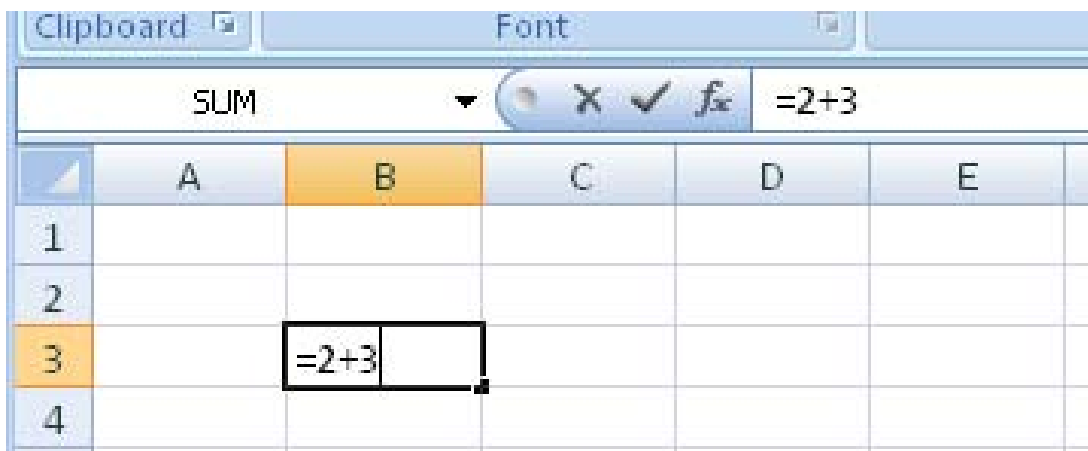 Clipboard Font
SUM fx =2+3
A B C D E
1
2
3 =2+3
4